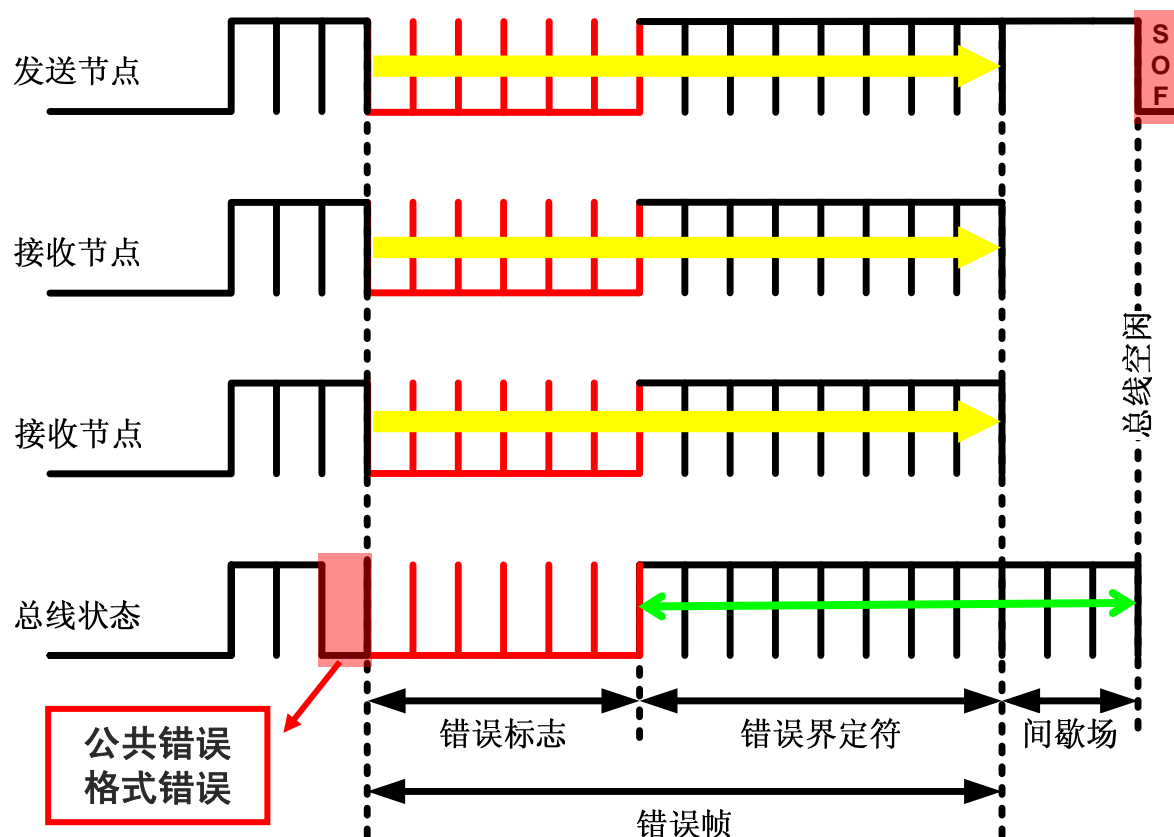 发送节点
S
O
F
接收节点
总线空闲
接收节点
总线状态
公共错误
格式错误
错误标志
错误界定符
间歇场
错误帧